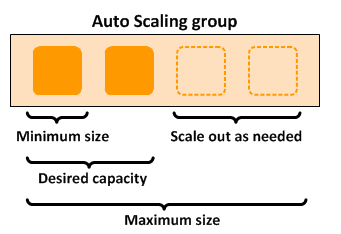 Auto Scaling group
Minimum size
Scale out as needed
Desired capacity
Maximum size